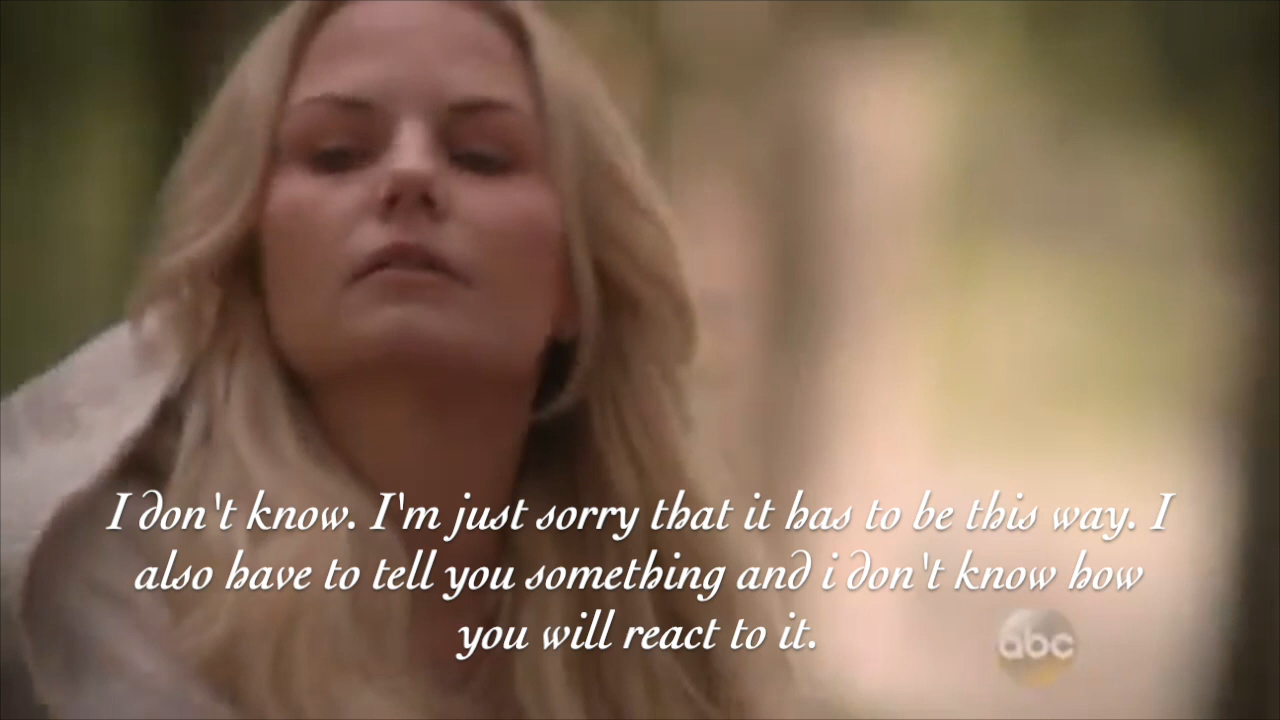 I don't know. I'm just sorry that it has to be this way. I
also have to tell you something and i don't know how
you will react to it.
abc